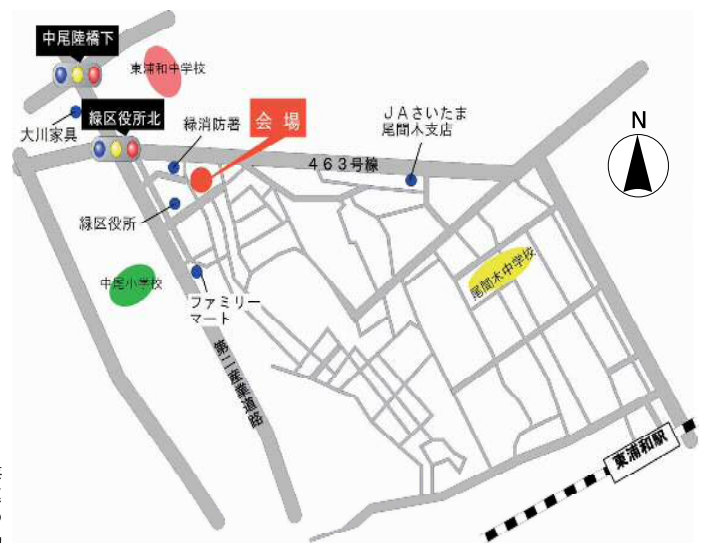 中尾陸橋下
東浦和中学校
N
大川家具
緑区役所北
緑消防署
会場
JAさいたま
尾間木支店
463号線
緑区役所
尾間木中学校
中尾小学校
ファミリー
マート
第二産業道路
東浦和駅